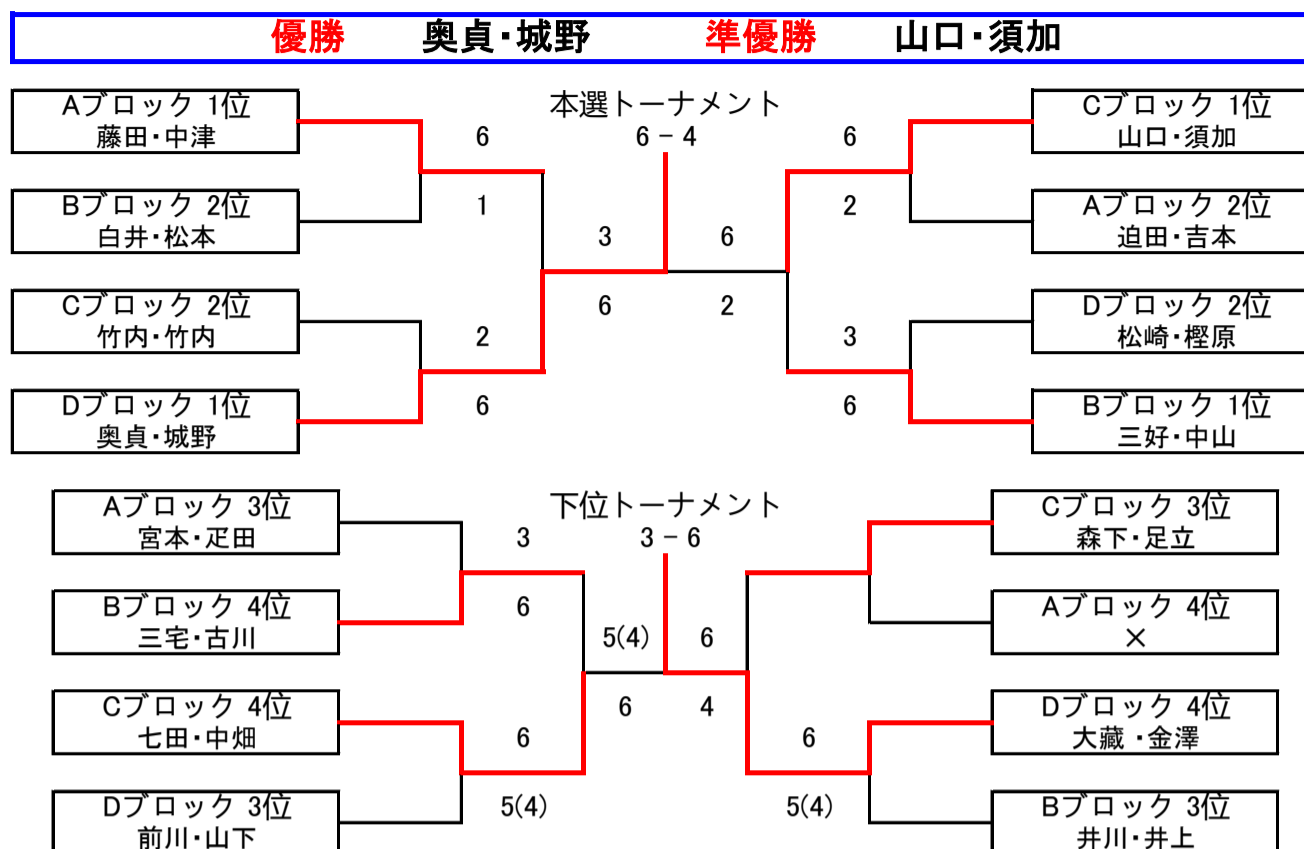 優勝 奥貞・城野 準優勝 山口・須加
本選トーナメント
6 － 4
Aブロック 1位
藤田・中津
6
1
Bブロック 2位
白井・松本
3
6
Cブロック 2位
竹内・竹内
2
6
Dブロック 1位
奥貞・城野
Cブロック 1位
山口・須加
6
2
Aブロック 2位
迫田・吉本
6
2
Dブロック 2位
松崎・樫原
3
6
Bブロック 1位
三好・中山
下位トーナメント
3 － 6
Aブロック 3位
宮本・疋田
3
6
Bブロック 4位
三宅・古川
5(4)
6
Cブロック 4位
七田・中畑
6
5(4)
Dブロック 3位
前川・山下
Cブロック 3位
森下・足立
Aブロック 4位
×
6
4
Dブロック 4位
大藏・金澤
6
5(4)
Bブロック 3位
井川・井上